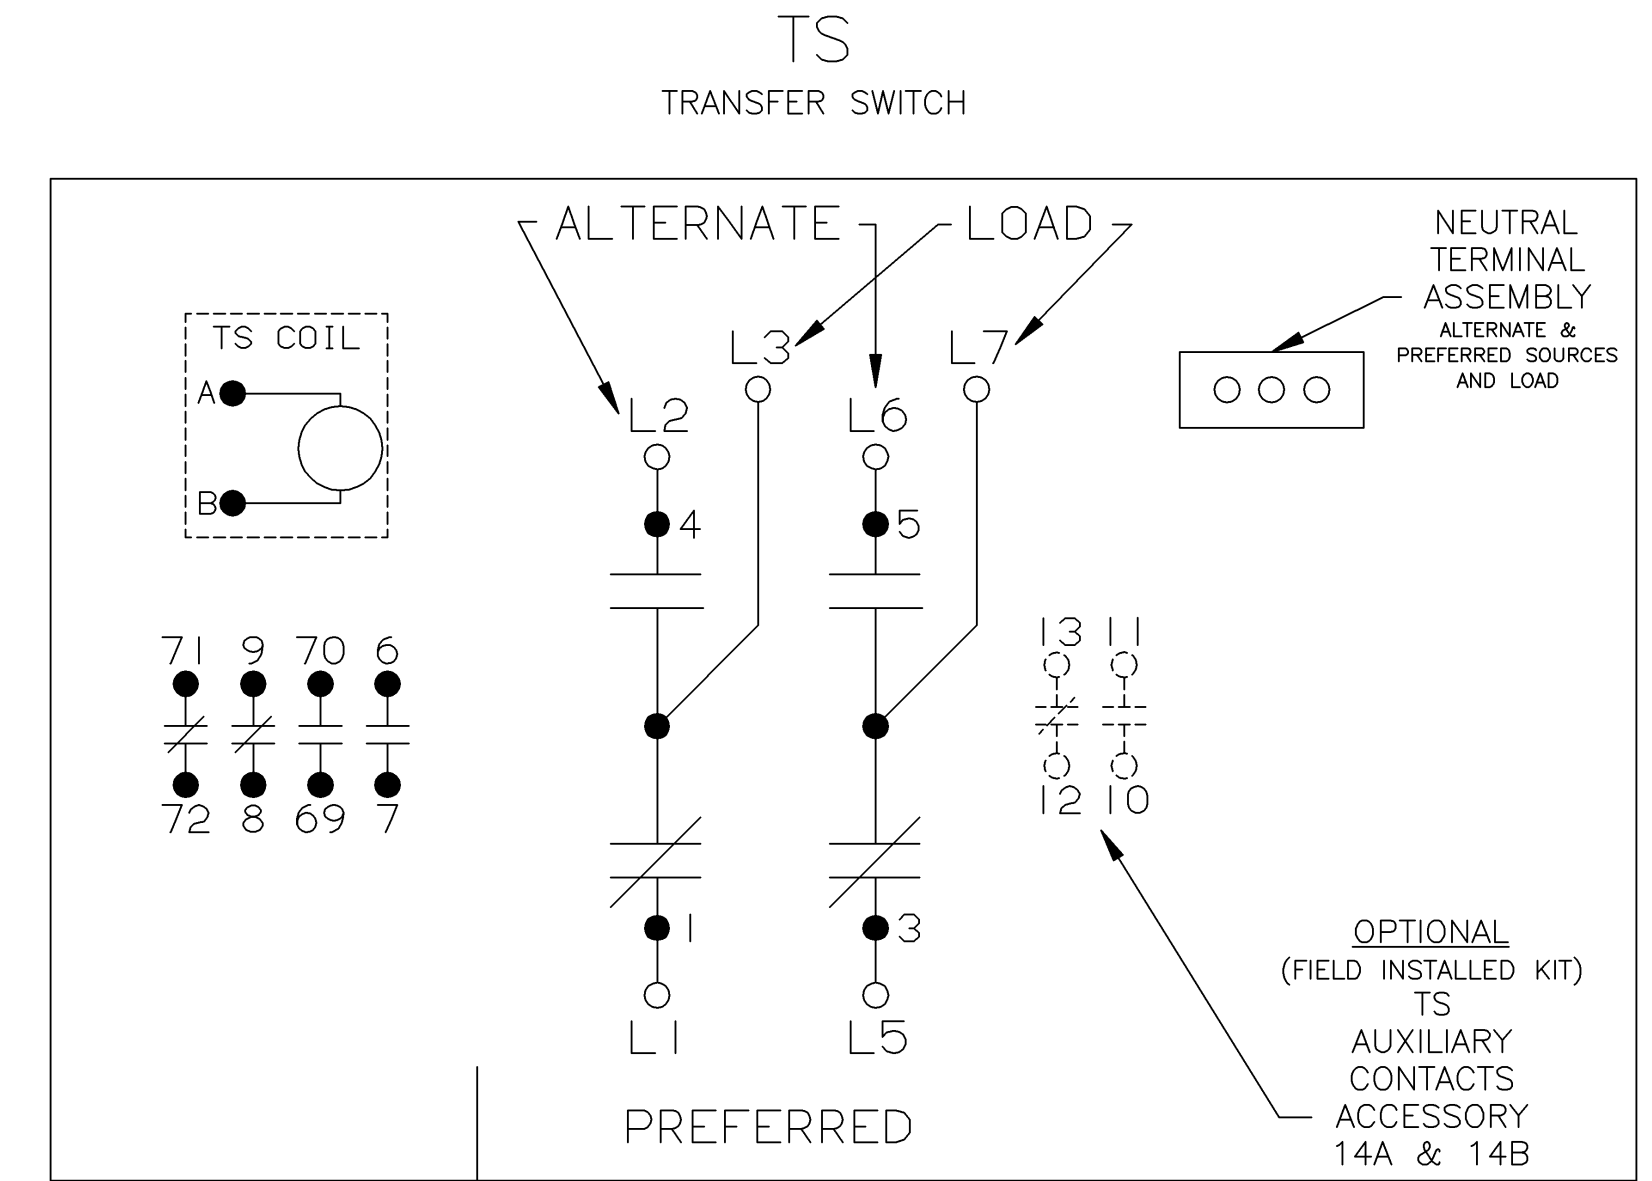 TS
TRANSFER SWITCH
ALTERNATE
LOAD
NEUTRAL
TERMINAL
ASSEMBLY
ALTERNATE &
PREFERRED SOURCES
AND LOAD
TS COIL
A
B
L3
L7
L2
L6
4
5
71 9 70 6
72 8 69 7
13 11
12 10
1
3
L1
L5
PREFERRED
OPTIONAL
(FIELD INSTALLED KIT)
TS
AUXILIARY
CONTACTS
ACCESSORY
14A & 14B